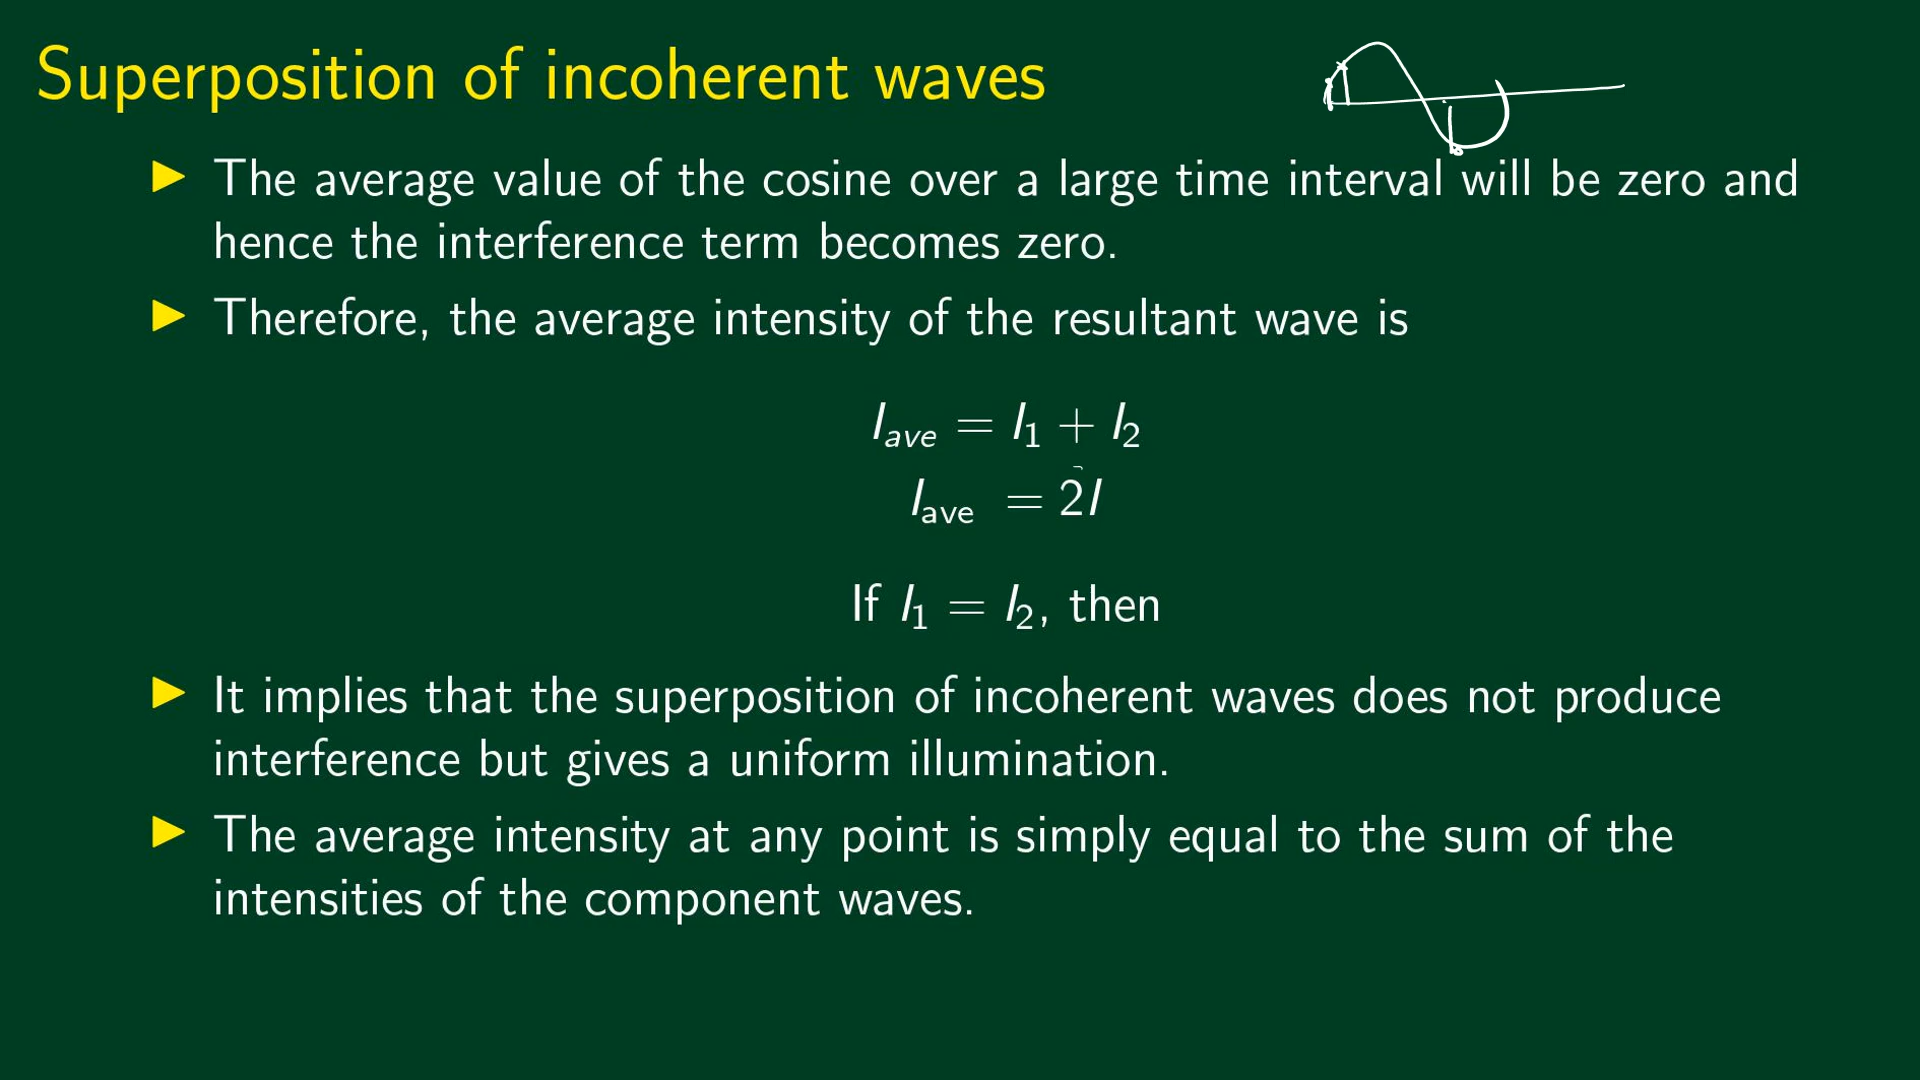 Superposition of incoherent waves
▶ The average value of the cosine over a large time interval will be zero and
hence the interference term becomes zero.
▶ Therefore, the average intensity of the resultant wave is
I_ave = I_1 + I_2
I_ave = 2I
If I_1 = I_2, then
▶ It implies that the superposition of incoherent waves does not produce
interference but gives a uniform illumination.
▶ The average intensity at any point is simply equal to the sum of the
intensities of the component waves.